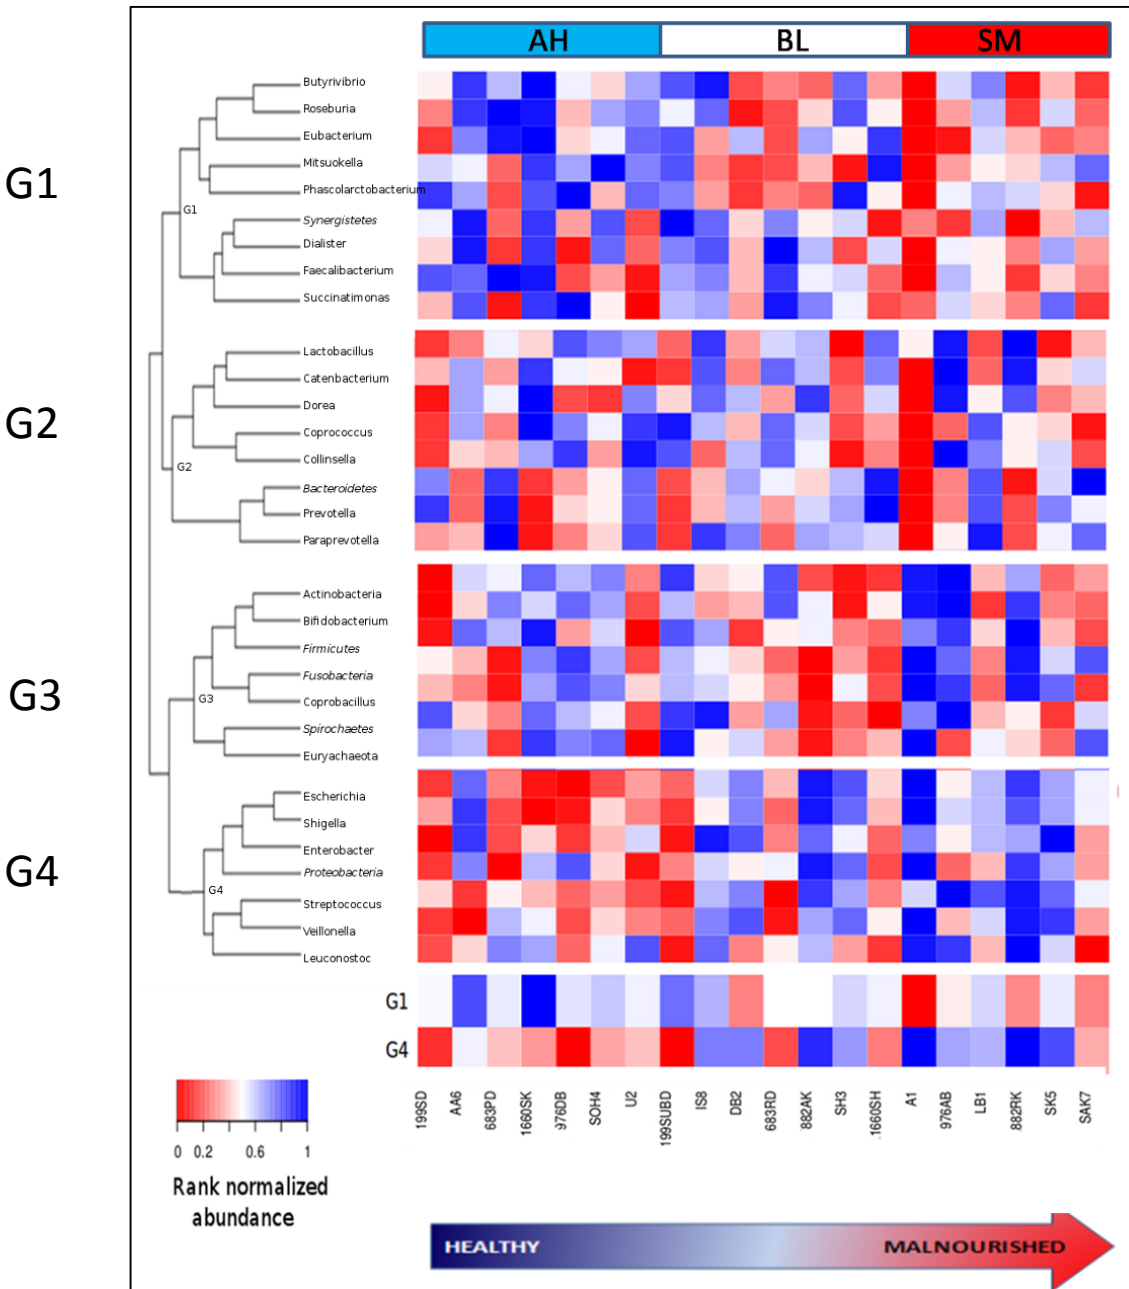 AH BL SM
G1
Butyrivibrio
Roseburia
Eubacterium
Mitsuokella
Phascolarctobacterium
G1
Synergistetes
Dialister
Faecalibacterium
Succinatimonas
G2
Lactobacillus
Catenbacterium
Dorea
Coprococcus
Collinsella
G2
Bacteroidetes
Prevotella
Paraprevotella
G3
Actinobacteria
Bifidobacterium
Firmicutes
Fusobacteria
Coprobacillus
G3
Spirochaetes
Euryachaeota
G4
Escherichia
Shigella
Enterobacter
Proteobacteria
G4
Streptococcus
Veillonella
Leuconostoc
G1
G4
199SD AA6 683PD 1660SK 976DB SOH4 U2 199SUBD IS8 DB2 683RD 882AK SH3 .1660SH A1 976AB LB1 882RK SK5 SAK7
0 0.2 0.6 1
Rank normalized
abundance
HEALTHY MALNOURISHED